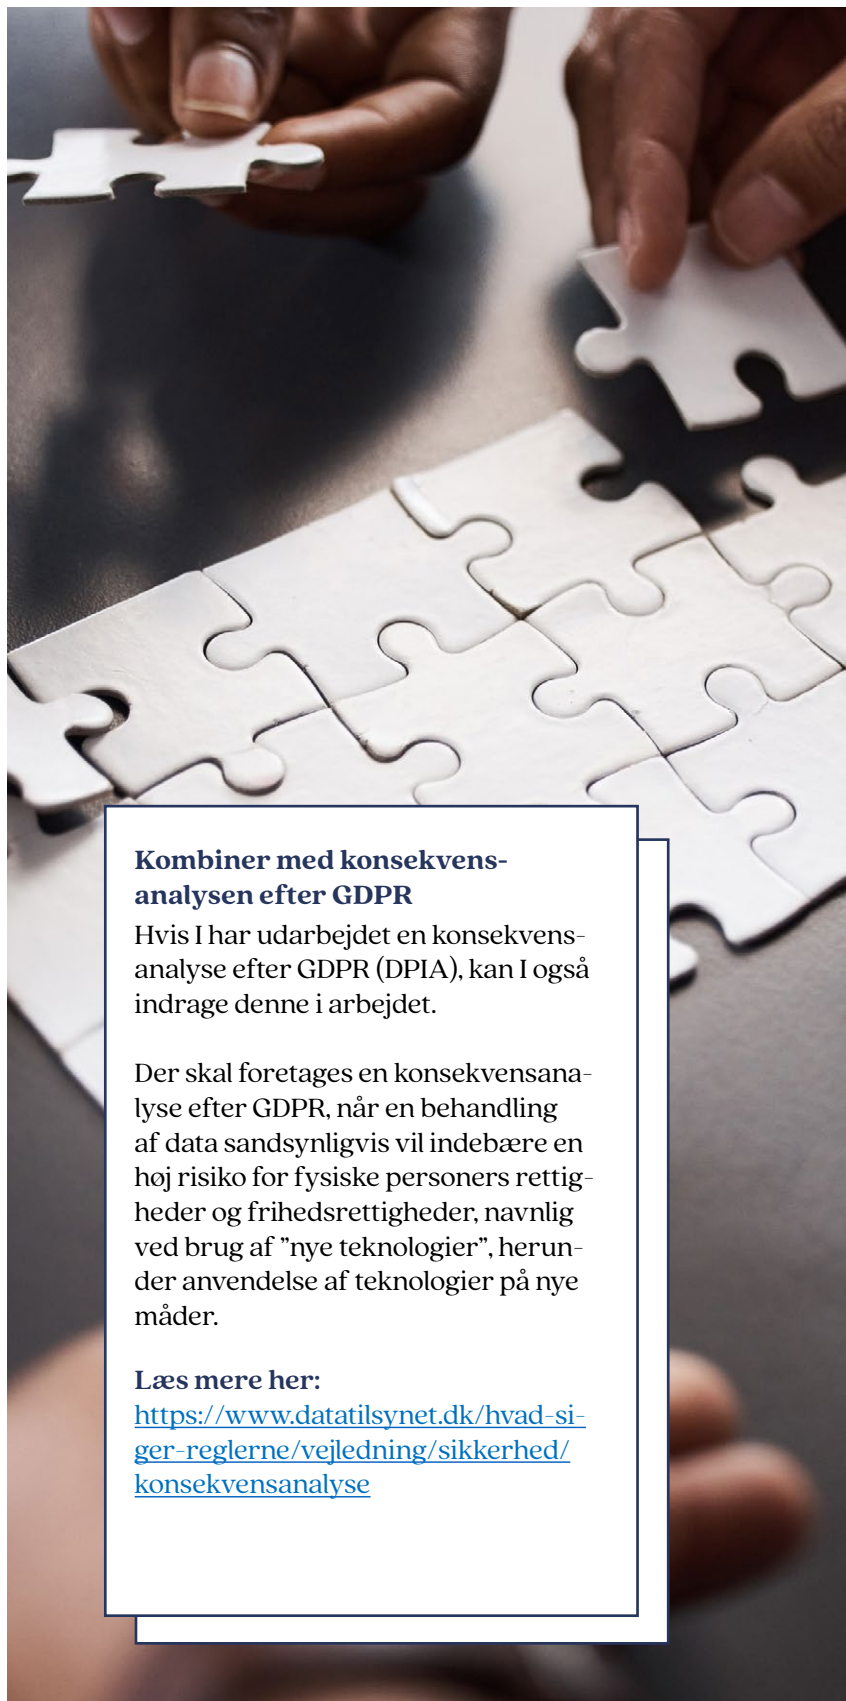 Kombiner med konsekvens-
analysen efter GDPR
Hvis I har udarbejdet en konsekvens-
analyse efter GDPR (DPIA), kan I også
indrage denne i arbejdet.
Der skal foretages en konsekvensana-
lyse efter GDPR, når en behandling
af data sandsynligvis vil indebære en
høj risiko for fysiske personers rettig-
heder og frihedsrettigheder, navnlig
ved brug af ”nye teknologier”, herun-
der anvendelse af teknologier på nye
måder.
Læs mere her:
https://www.datatilsynet.dk/hvad-si-
ger-reglerne/vejledning/sikkerhed/
konsekvensanalyse